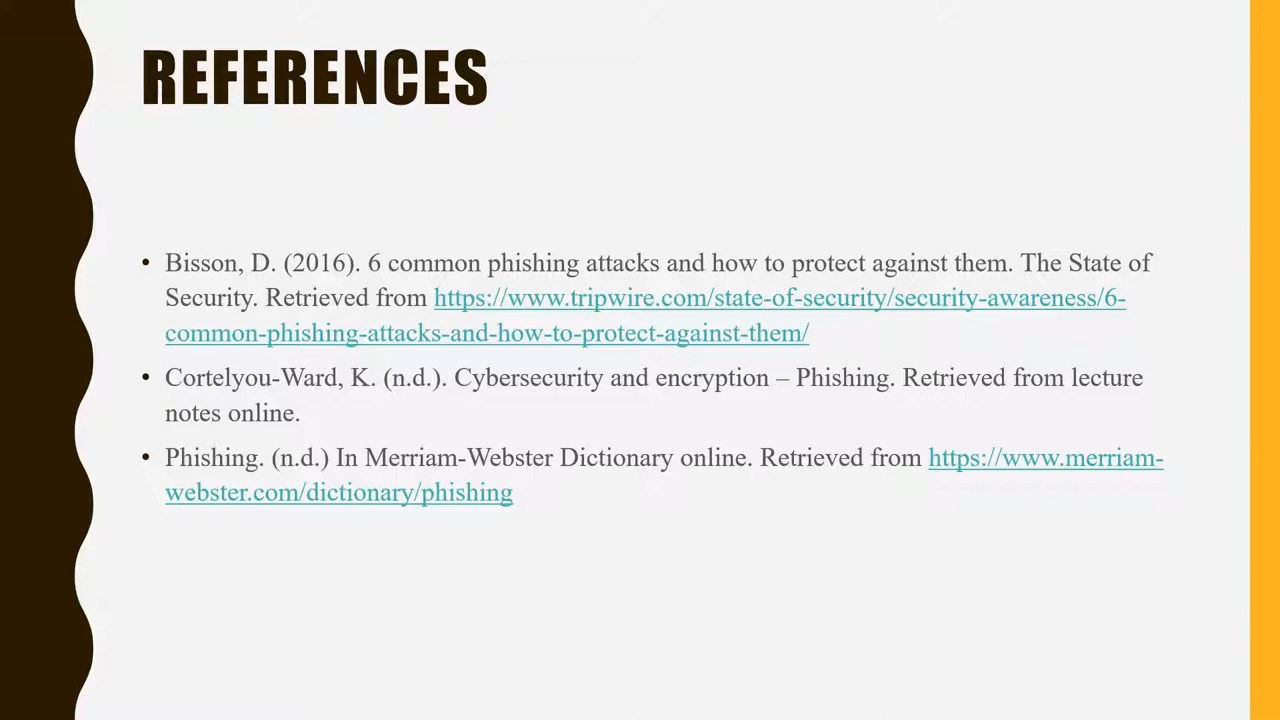 REFERENCES
• Bisson, D. (2016). 6 common phishing attacks and how to protect against them. The State of
Security. Retrieved from https://www.tripwire.com/state-of-security/security-awareness/6-
common-phishing-attacks-and-how-to-protect-against-them/
• Cortelyou-Ward, K. (n.d.). Cybersecurity and encryption – Phishing. Retrieved from lecture
notes online.
• Phishing. (n.d.) In Merriam-Webster Dictionary online. Retrieved from https://www.merriam-
webster.com/dictionary/phishing